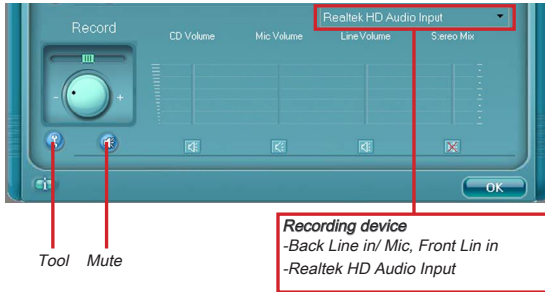 Realtek HD Audio Input
Record
CD Volume
Mic Volume
Line Volume
Stereo Mix
- +
OK
Recording device
-Back Line in/ Mic, Front Lin in
-Realtek HD Audio Input
Tool
Mute